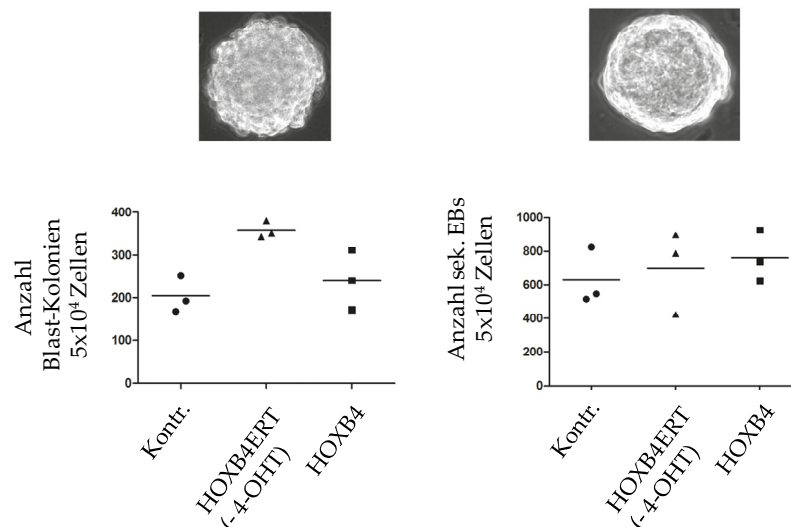 Anzahl
Blast-Kolonien
5x10⁴ Zellen
400
300
200
100
0
Kontr.
HOXB4ERT
(-4-OHT)
HOXB4
Anzahl sek. EBs
5x10⁴ Zellen
1000
800
600
400
200
0
Kontr.
HOXB4ERT
(-4-OHT)
HOXB4